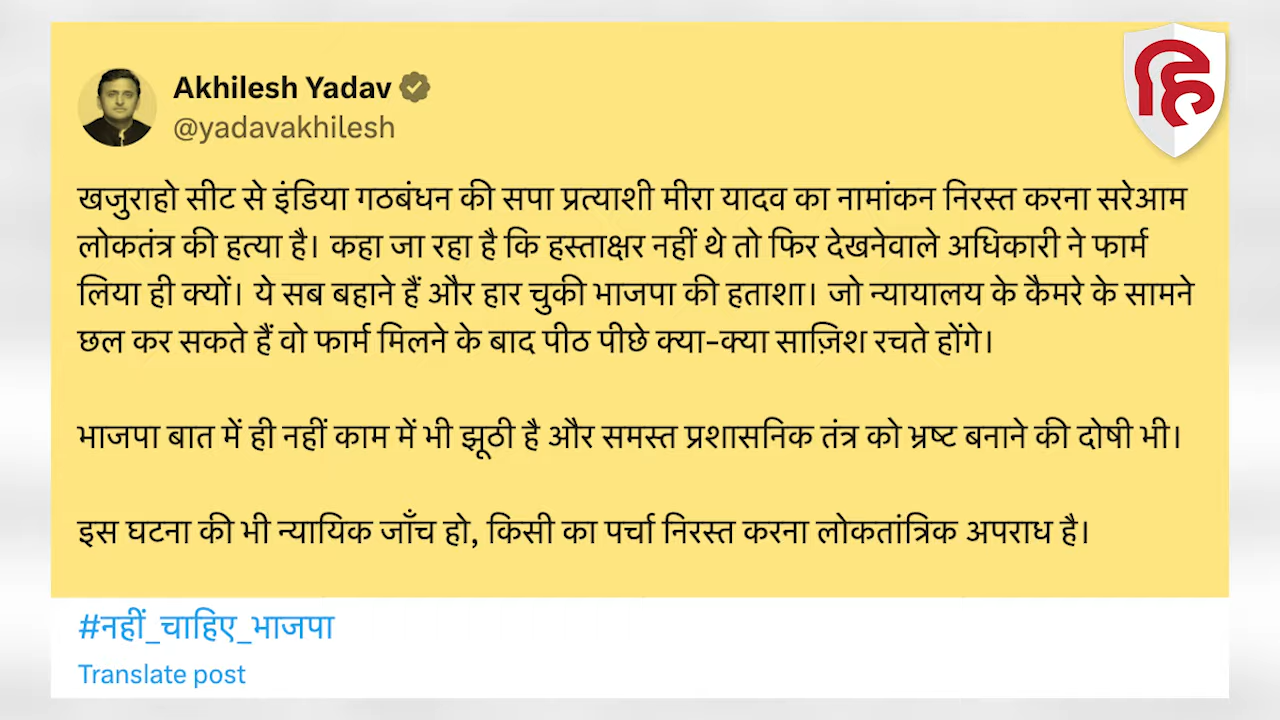 Akhilesh Yadav
@yadavakhilesh
हि
खजुराहो सीट से इंडिया गठबंधन की सपा प्रत्याशी मीरा यादव का नामांकन निरस्त करना सरेआम
लोकतंत्र की हत्या है। कहा जा रहा है कि हस्ताक्षर नहीं थे तो फिर देखनेवाले अधिकारी ने फार्म
लिया ही क्यों। ये सब बहाने हैं और हार चुकी भाजपा की हताशा। जो न्यायालय के कैमरे के सामने
छल कर सकते हैं वो फार्म मिलने के बाद पीठ पीछे क्या-क्या साज़िश रचते होंगे।
भाजपा बात में ही नहीं काम में भी झूठी है और समस्त प्रशासनिक तंत्र को भ्रष्ट बनाने की दोषी भी।
इस घटना की भी न्यायिक जाँच हो, किसी का पर्चा निरस्त करना लोकतांत्रिक अपराध है।
#नहीं_चाहिए_भाजपा
Translate post